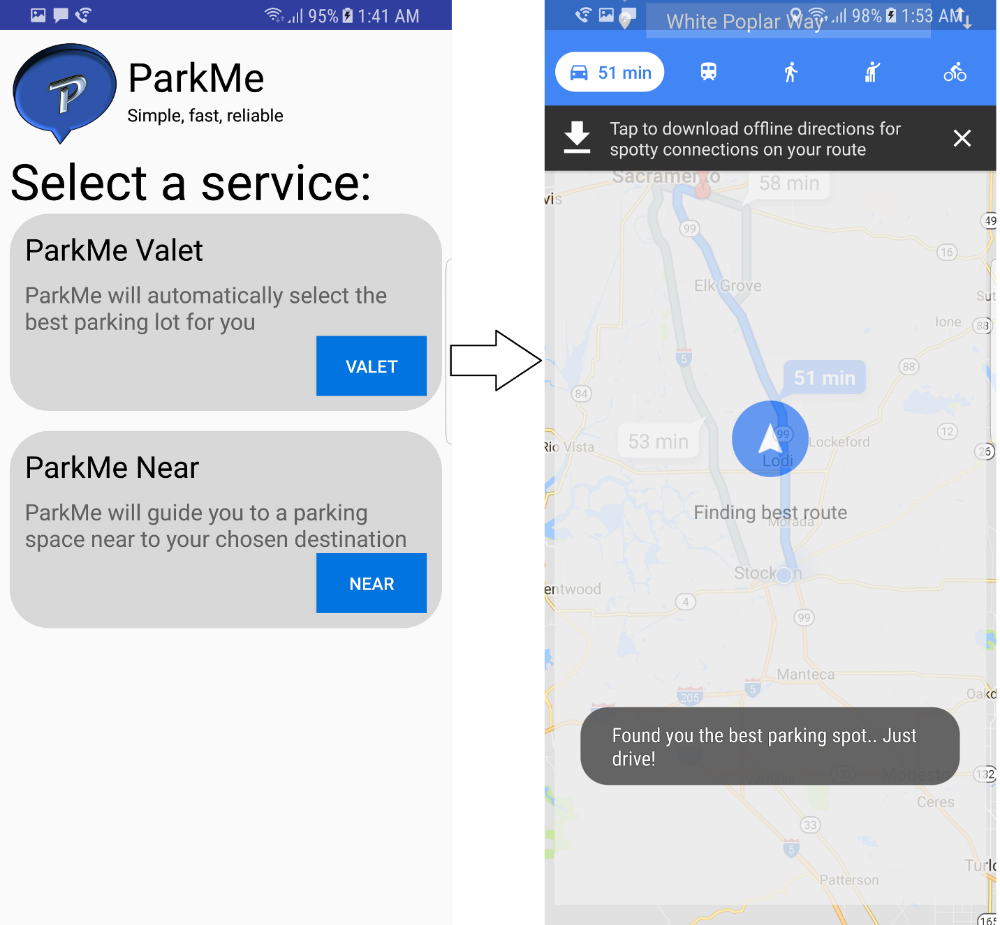 95% 1:41 AM
P
ParkMe
Simple, fast, reliable
Select a service:
ParkMe Valet
ParkMe will automatically select the
best parking lot for you
VALET
ParkMe Near
ParkMe will guide you to a parking
space near to your chosen destination
NEAR
White Poplar Way
98% 1:53 AM
51 min
Tap to download offline directions for
spotty connections on your route
Sacramento
58 min
vis
49
99
16
Elk Grove
Sut
Ione
88
5
88
51 min
84
53 min
99
12
Rio Vista
Lockeford
26
Lodi
Finding best route
Morada
Stockton
entwood
4
99
Manteca
5
205
Oakd
Found you the best parking spot.. Just
drive!
132
Modesto
132
Ceres
33
5
Turlo
Patterson
165